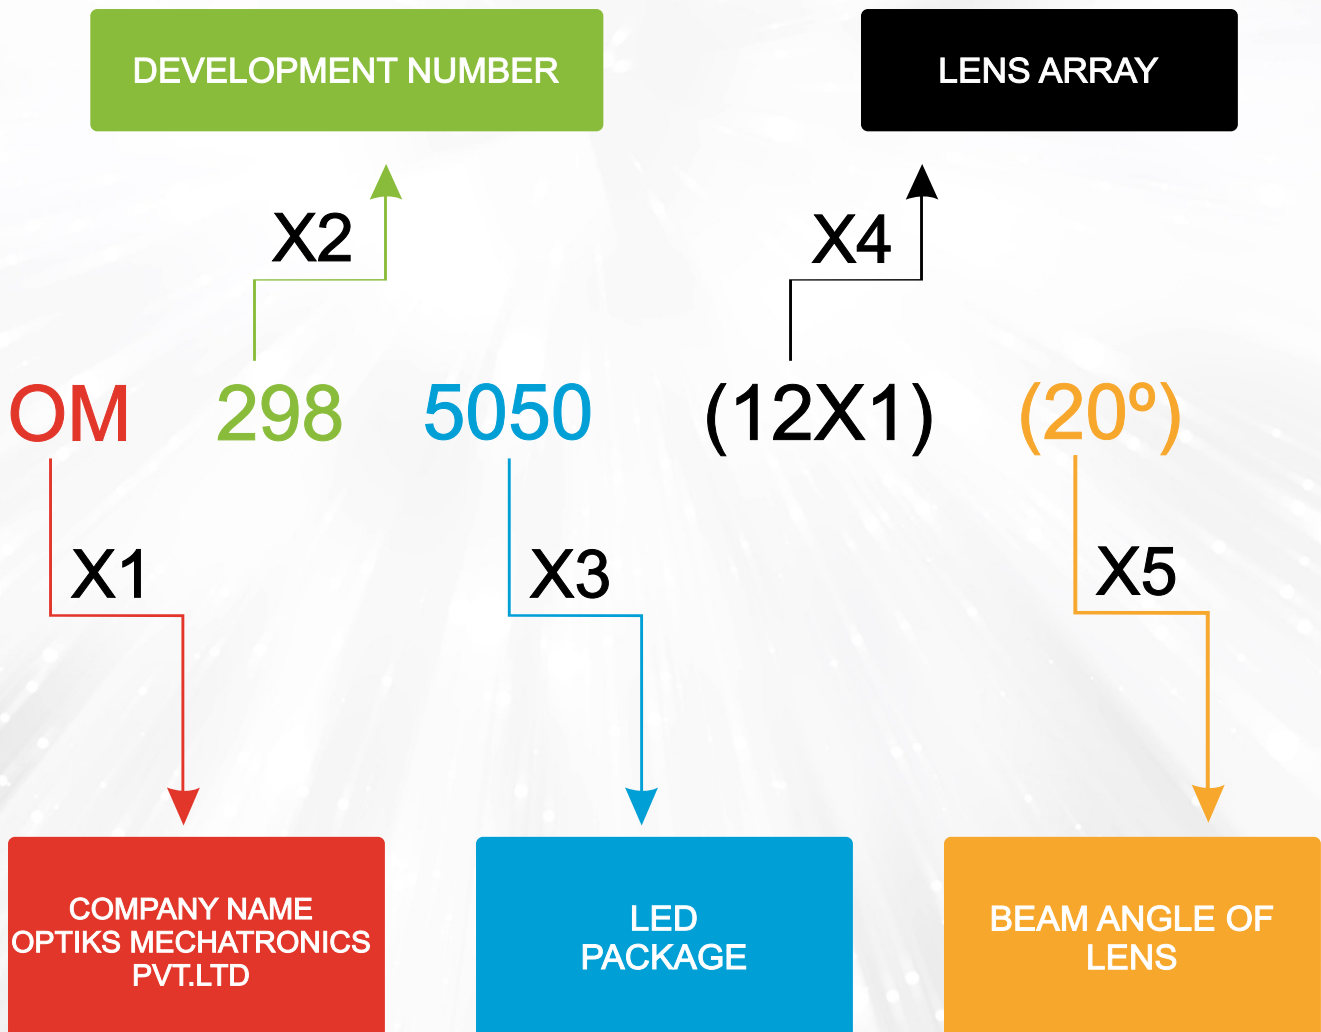 DEVELOPMENT NUMBER
LENS ARRAY
X2
X4
OM 298 5050 (12X1) (20º)
X1
X3
X5
COMPANY NAME
OPTIKS MECHATRONICS
PVT.LTD
LED
PACKAGE
BEAM ANGLE OF
LENS